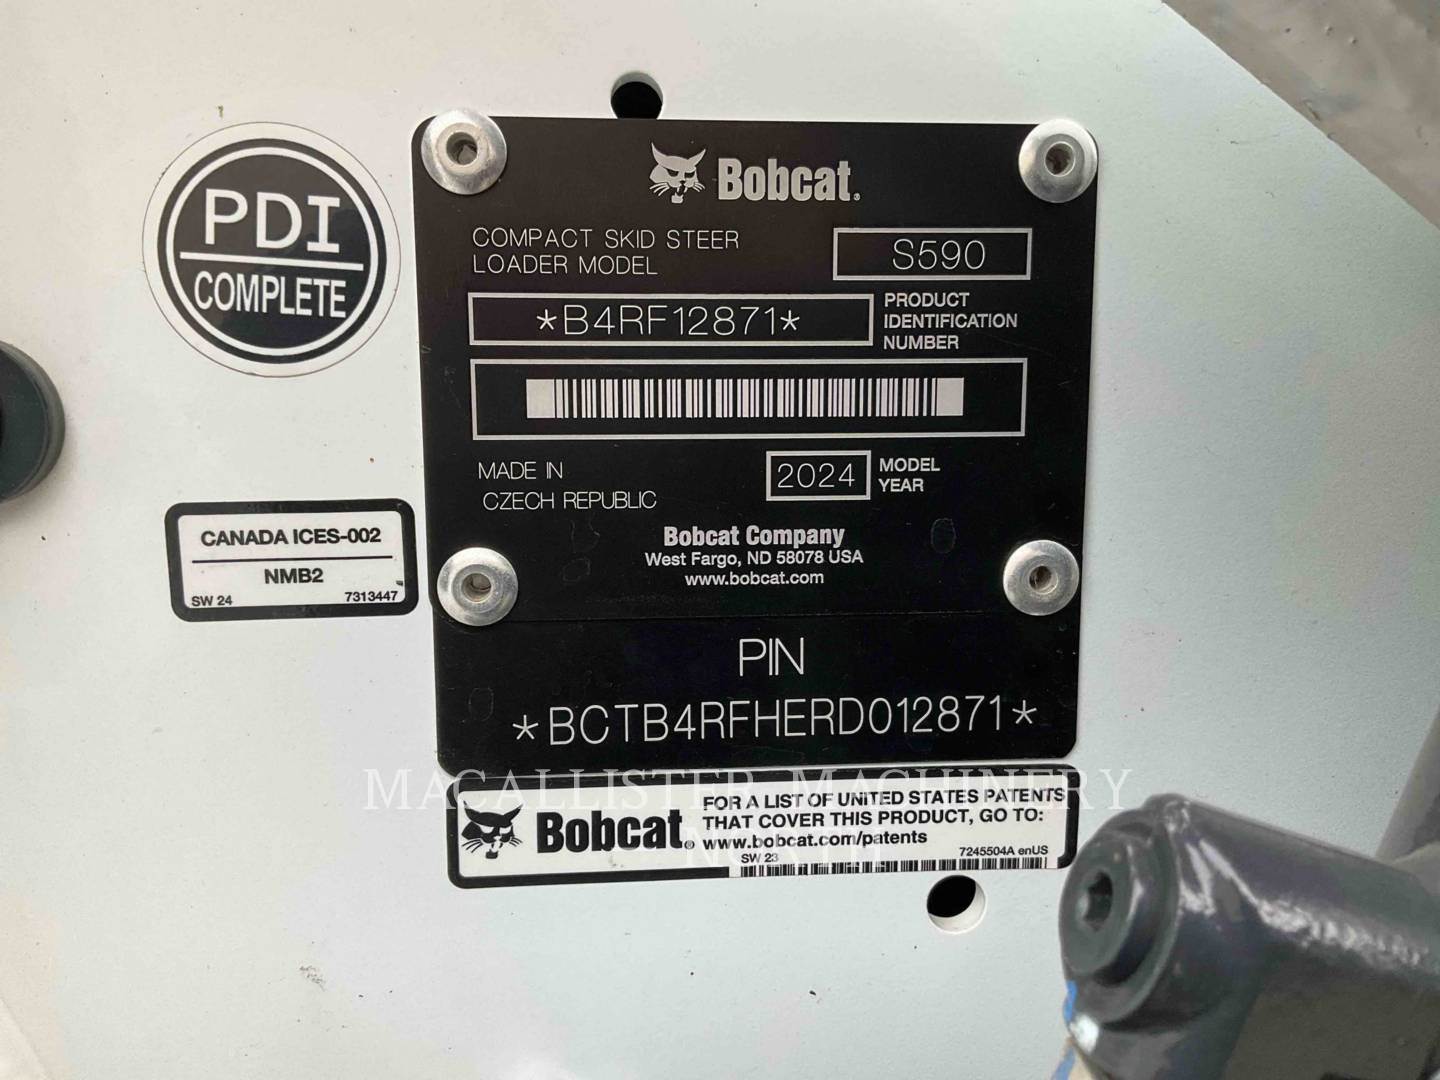 PDI
COMPLETE
Bobcat®
COMPACT SKID STEER
LOADER MODEL
S590
*B4RF12871*
PRODUCT
IDENTIFICATION
NUMBER
MADE IN
CZECH REPUBLIC
2024
MODEL
YEAR
Bobcat Company
West Fargo, ND 58078 USA
www.bobcat.com
CANADA ICES-002
NMB2
SW 24 7313447
PIN
*BCTB4RFHERD012871*
MACALLISTER MACHINERY
NORTH
Bobcat®
FOR A LIST OF UNITED STATES PATENTS
THAT COVER THIS PRODUCT, GO TO:
www.bobcat.com/patents
SW 23 7245504A enUS